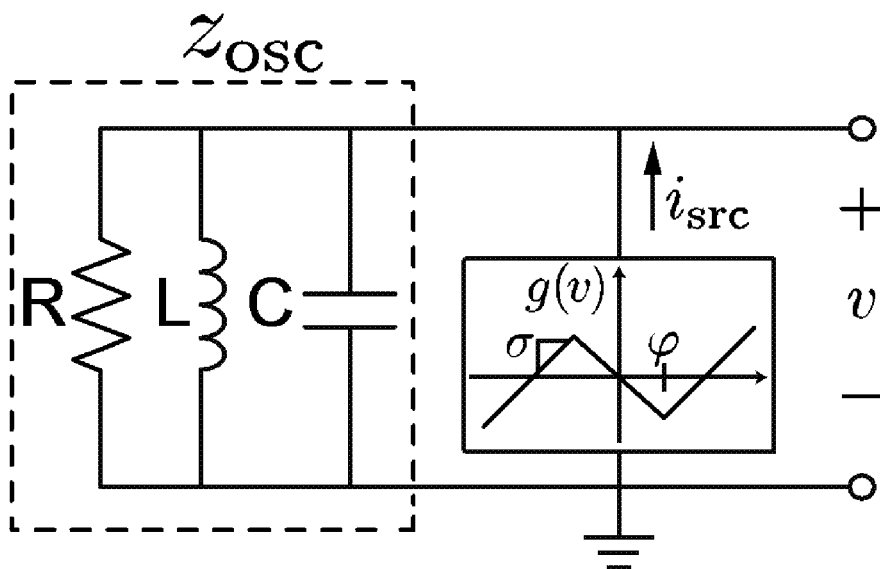 z_osc
R L C
i_src
g(v)
σ φ
+
v
−